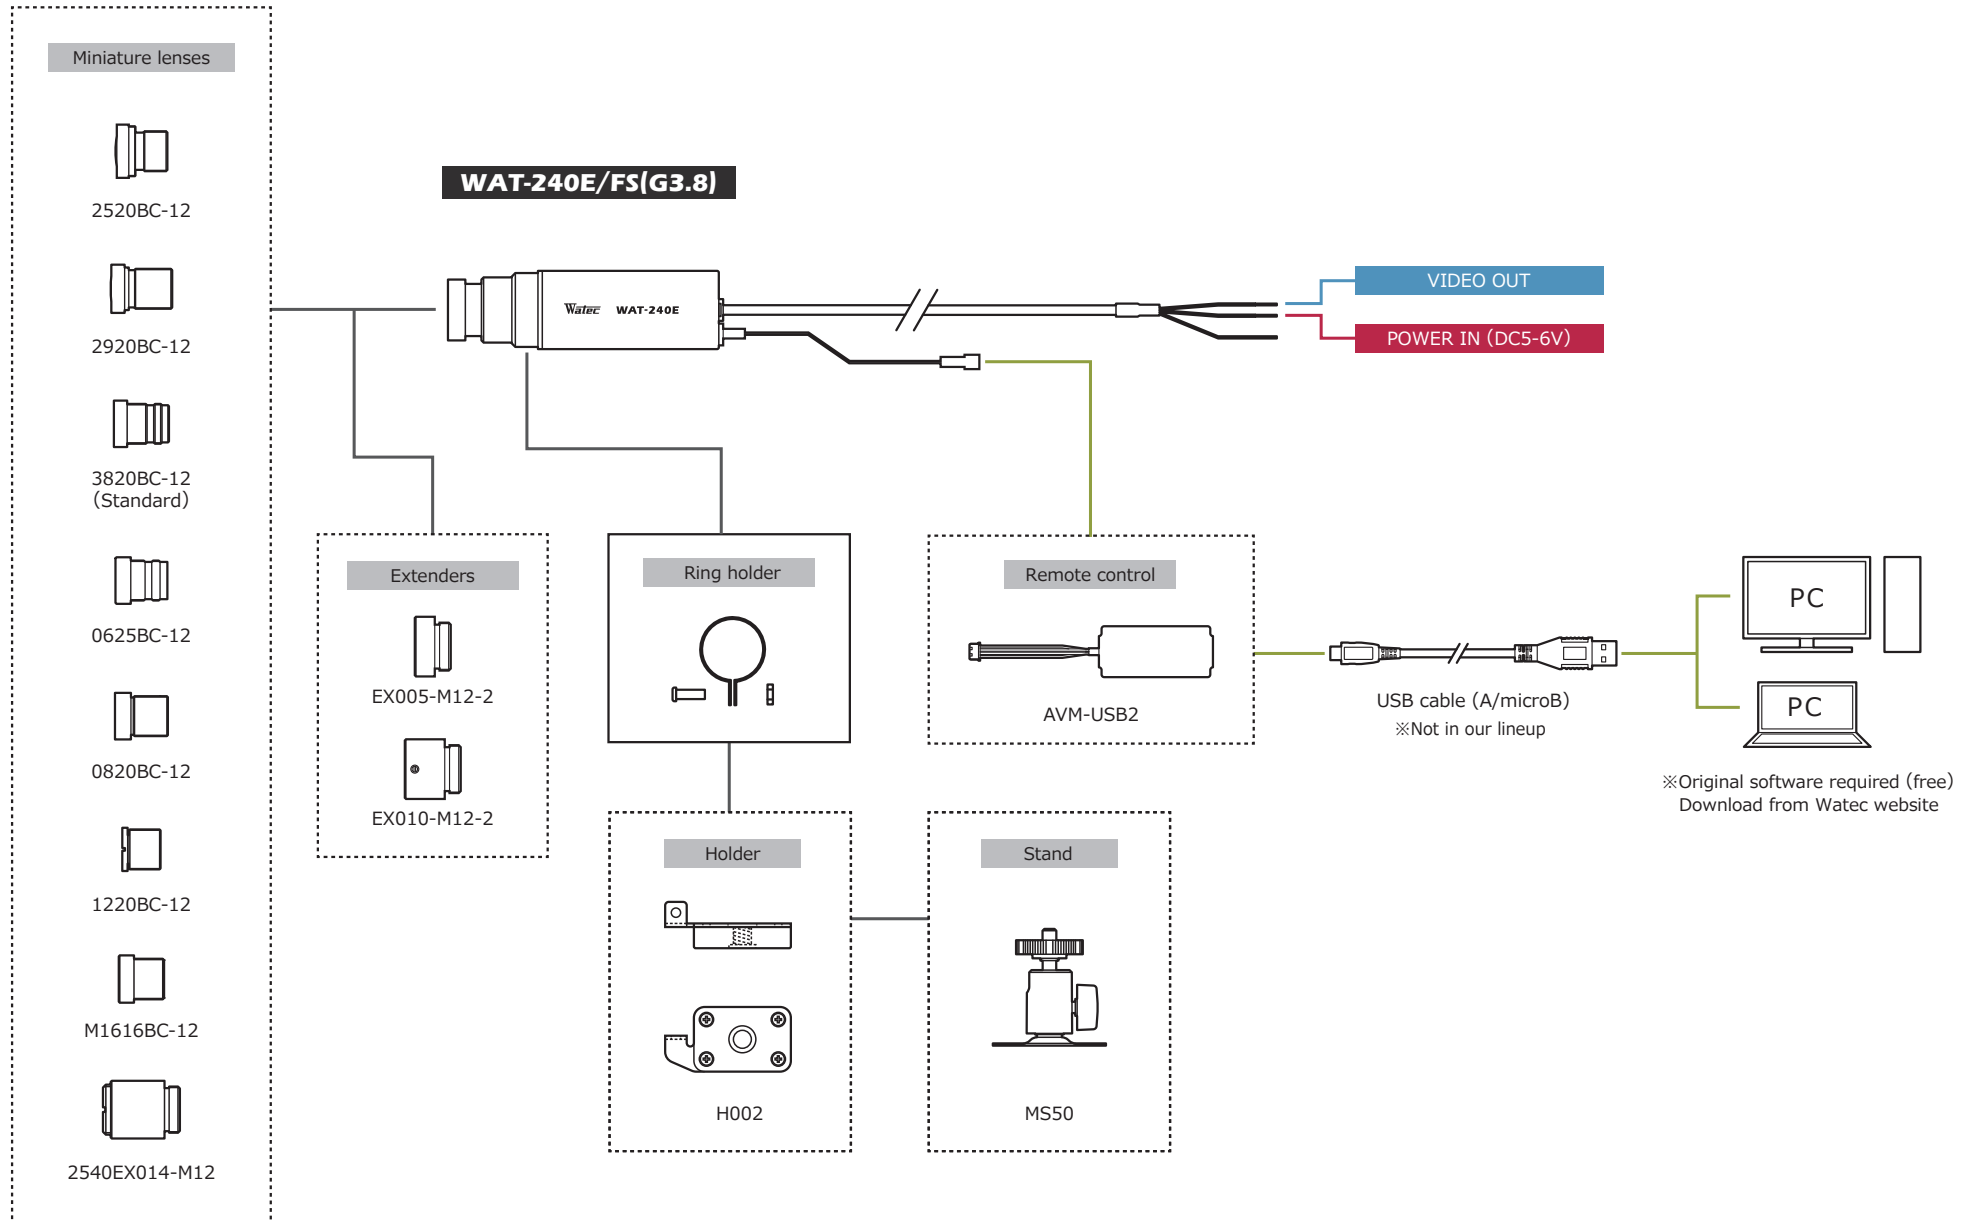 Miniature lenses
2520BC-12
2920BC-12
3820BC-12
(Standard)
0625BC-12
0820BC-12
1220BC-12
M1616BC-12
2540EX014-M12
WAT-240E/FS(G3.8)
Watec WAT-240E
VIDEO OUT
POWER IN (DC5-6V)
Extenders
EX005-M12-2
EX010-M12-2
Ring holder
Remote control
AVM-USB2
USB cable (A/microB)
※Not in our lineup
PC
PC
※Original software required (free)
Download from Watec website
Holder
H002
Stand
MS50